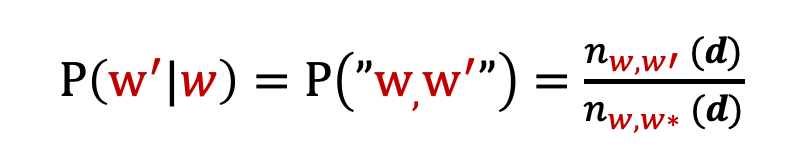 P(w′|w) = P("w,w′") = n_{w,w′} (d) / n_{w,w*} (d)